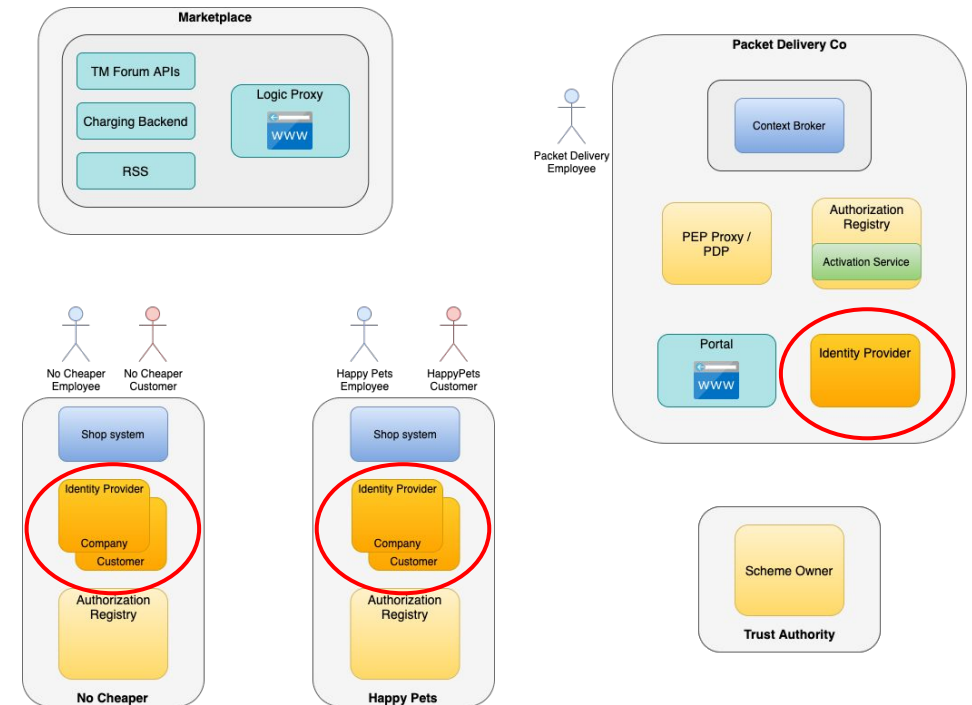 Marketplace
TM Forum APIs
Charging Backend
RSS
Logic Proxy
www
Packet Delivery
Employee
Packet Delivery Co
Context Broker
PEP Proxy /
PDP
Authorization
Registry
Activation Service
Portal
www
Identity Provider
No Cheaper
Employee
No Cheaper
Customer
Shop system
Identity Provider
Company
Customer
Authorization
Registry
No Cheaper
Happy Pets
Employee
HappyPets
Customer
Shop system
Identity Provider
Company
Customer
Authorization
Registry
Happy Pets
Scheme Owner
Trust Authority